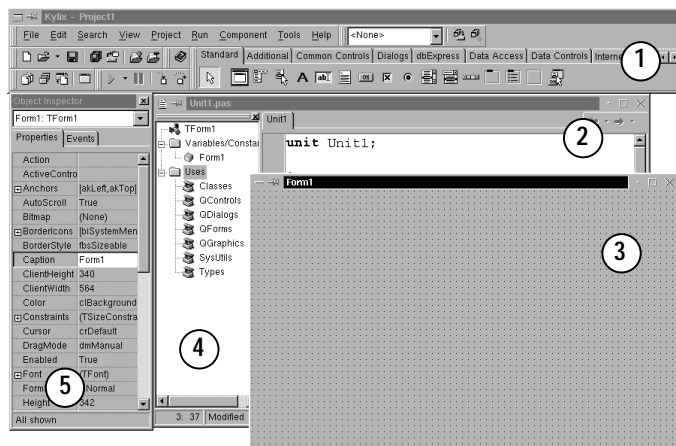 Kylix - Project1
File Edit Search View Project Run Component Tools Help <None>
Standard Additional Common Controls Dialogs dbExpress Data Access Data Controls Interne
1
Object Inspector
Form1: TForm1
Properties Events
Action
ActiveContro
Anchors [akLeft,akTop]
AutoScroll True
Bitmap (None)
BorderIcons [biSystemMen
BorderStyle fbsSizeable
Caption Form1
ClientHeight 340
ClientWidth 564
Color clBackground
Constraints (TSizeConstra
Cursor crDefault
DragMode dmManual
Enabled True
Font (TFont)
Form Normal
Height 342
All shown
5
Unit1.pas
TForm1
Variables/Constan
Form1
Uses
Classes
QControls
QDialogs
QForms
QGraphics
SysUtils
Types
4
3: 37 Modified
Unit1
2
unit Unit1;
Form1
3